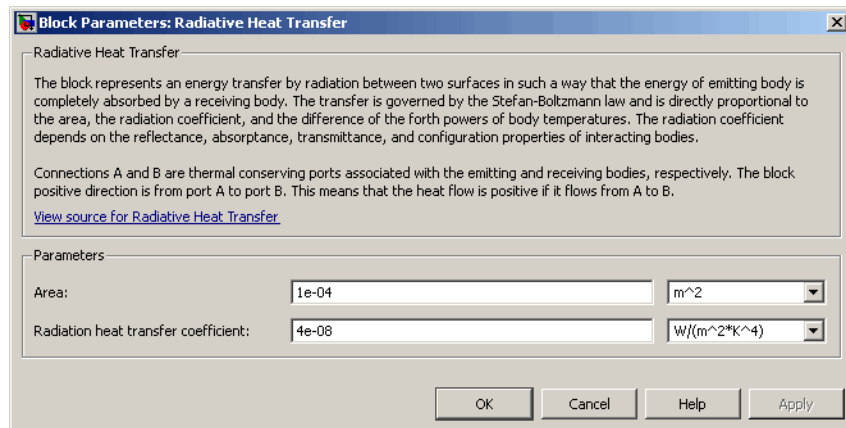 Block Parameters: Radiative Heat Transfer
Radiative Heat Transfer
The block represents an energy transfer by radiation between two surfaces in such a way that the energy of emitting body is
completely absorbed by a receiving body. The transfer is governed by the Stefan-Boltzmann law and is directly proportional to
the area, the radiation coefficient, and the difference of the forth powers of body temperatures. The radiation coefficient
depends on the reflectance, absorptance, transmittance, and configuration properties of interacting bodies.
Connections A and B are thermal conserving ports associated with the emitting and receiving bodies, respectively. The block
positive direction is from port A to port B. This means that the heat flow is positive if it flows from A to B.
View source for Radiative Heat Transfer
Parameters
Area: 1e-04 m^2
Radiation heat transfer coefficient: 4e-08 W/(m^2*K^4)
OK Cancel Help Apply